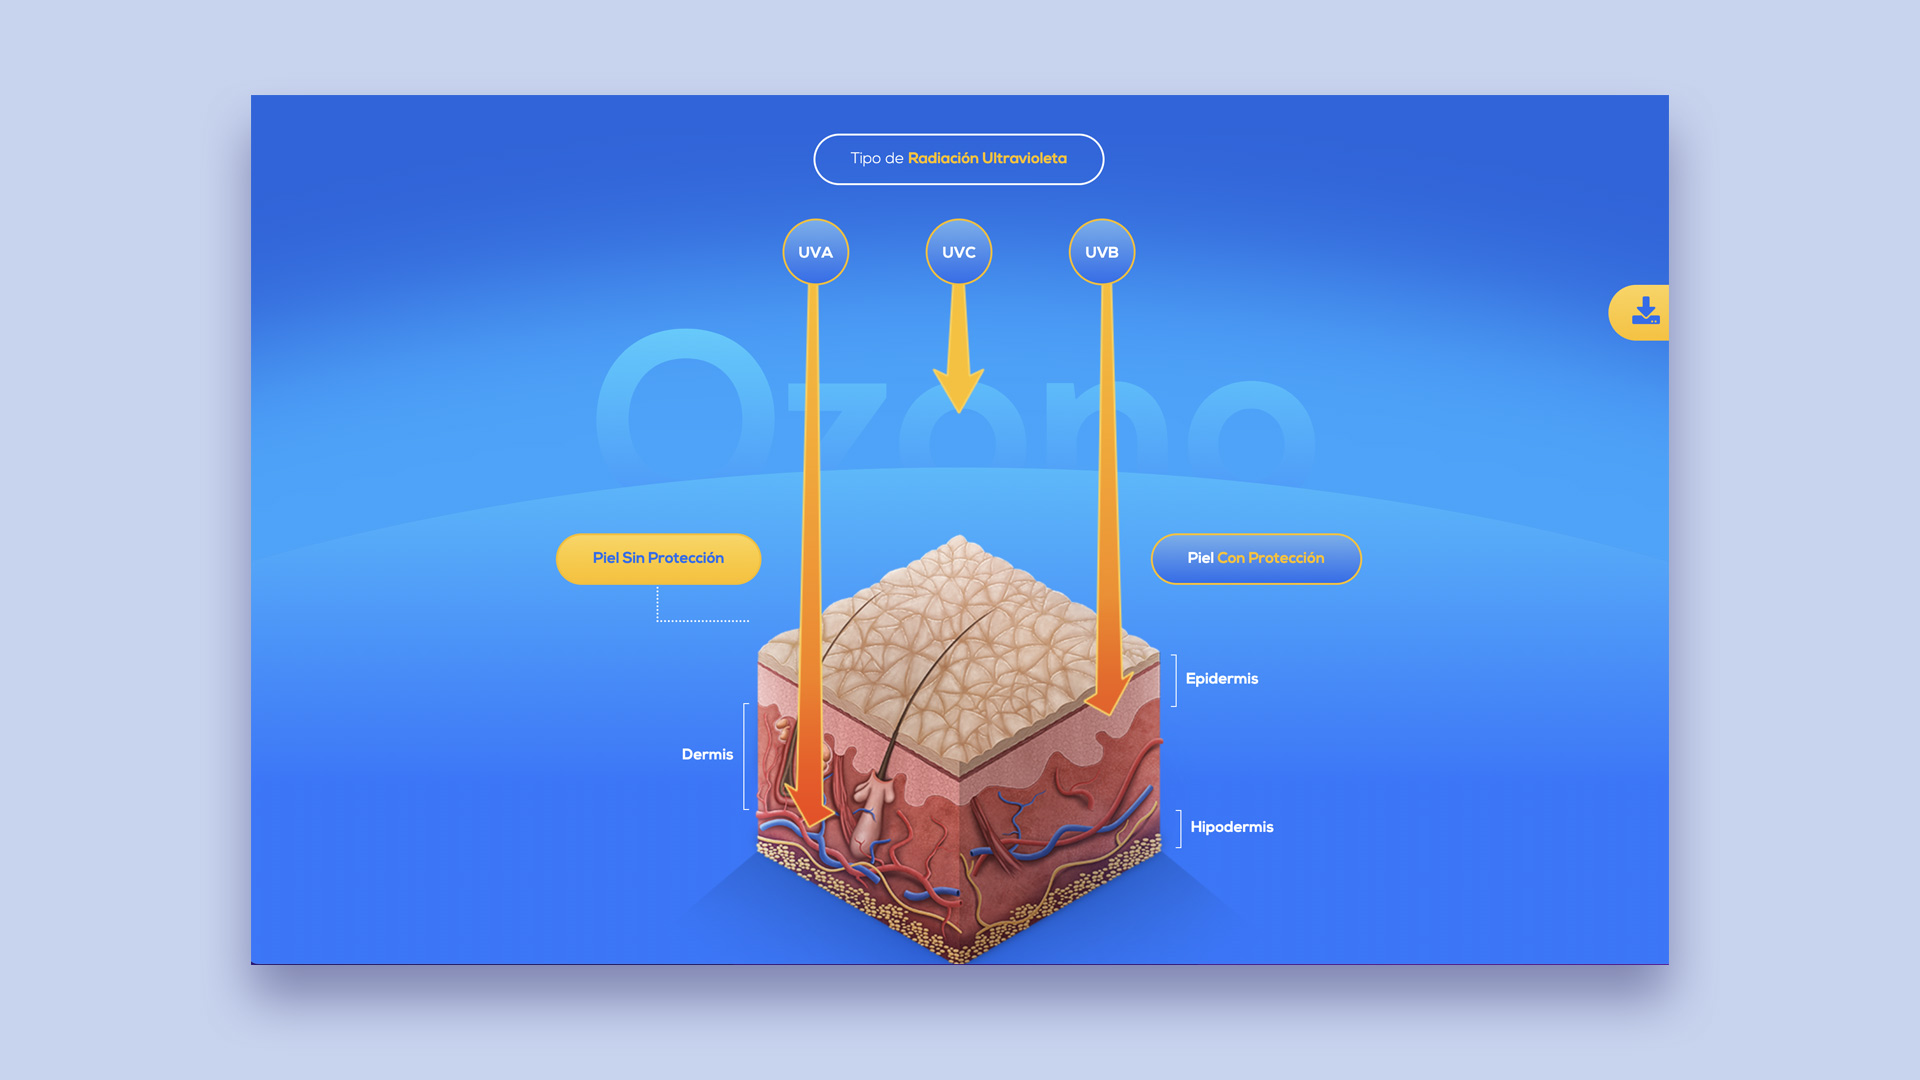 Tipo de Radiación Ultravioleta
UVA
UVC
UVB
Ozono
Piel Sin Protección
Piel Con Protección
Epidermis
Dermis
Hipodermis